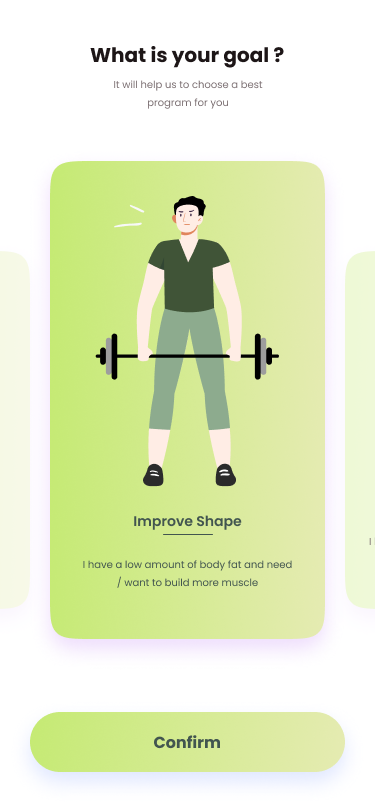 What is your goal ?
It will help us to choose a best
program for you
Improve Shape
I have a low amount of body fat and need
/ want to build more muscle
I
Confirm